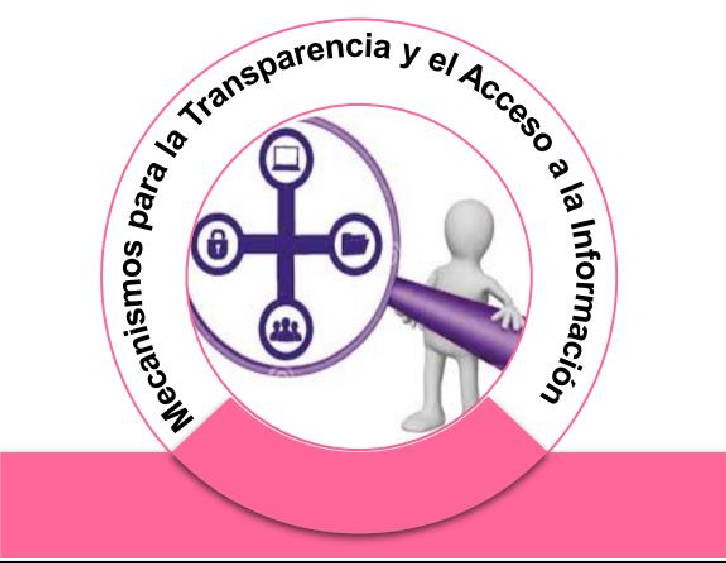 Mecanismos para la Transparencia y el Acceso a la Información